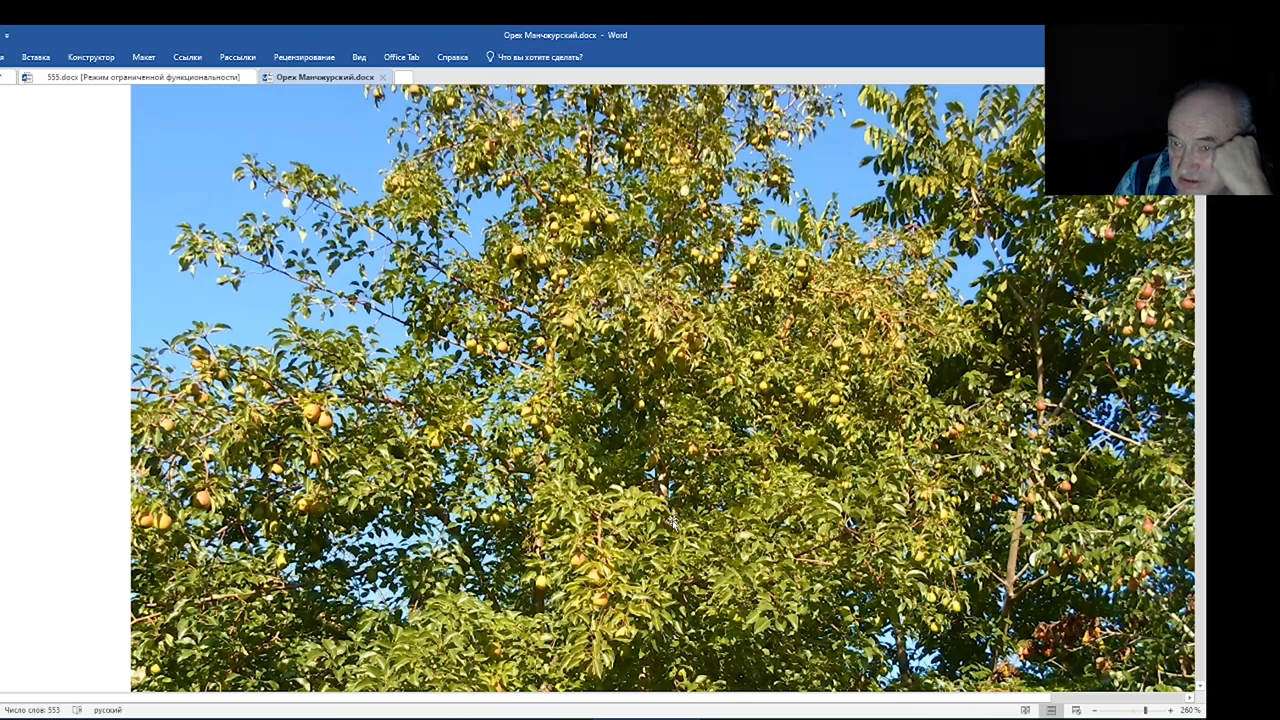 Орех Манчжурский.docx - Word
я Вставка Конструктор Макет Ссылки Рассылки Рецензирование Вид Office Tab Справка Что вы хотите сделать?
555.docx [Режим ограниченной функциональности] Орех Манчжурский.docx
Число слов: 553 русский 260 %